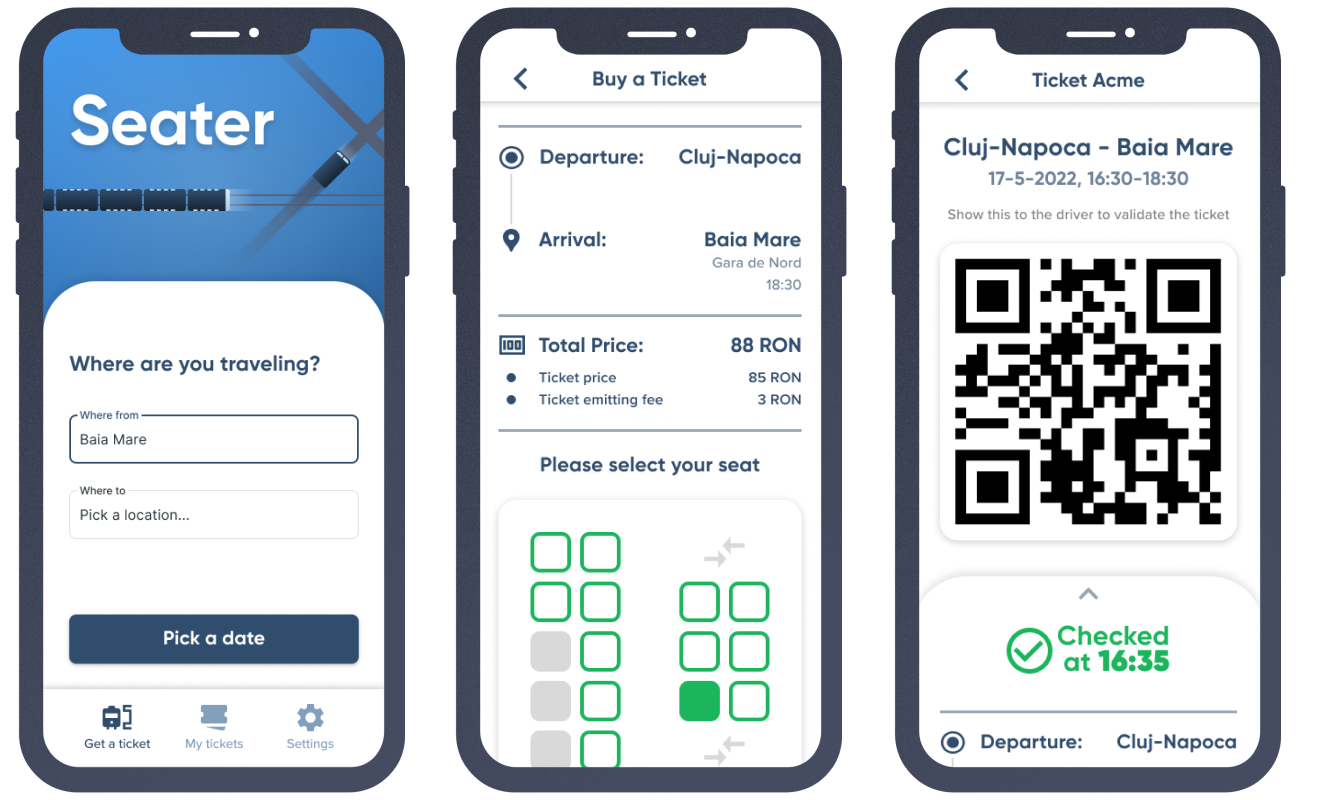 Seater
Where are you traveling?
Where from
Baia Mare
Where to
Pick a location...
Pick a date
Get a ticket
My tickets
Settings
Buy a Ticket
Departure: Cluj-Napoca
Arrival: Baia Mare
Gara de Nord
18:30
100 Total Price: 88 RON
Ticket price 85 RON
Ticket emitting fee 3 RON
Please select your seat
Ticket Acme
Cluj-Napoca - Baia Mare
17-5-2022, 16:30-18:30
Show this to the driver to validate the ticket
Checked
at 16:35
Departure: Cluj-Napoca